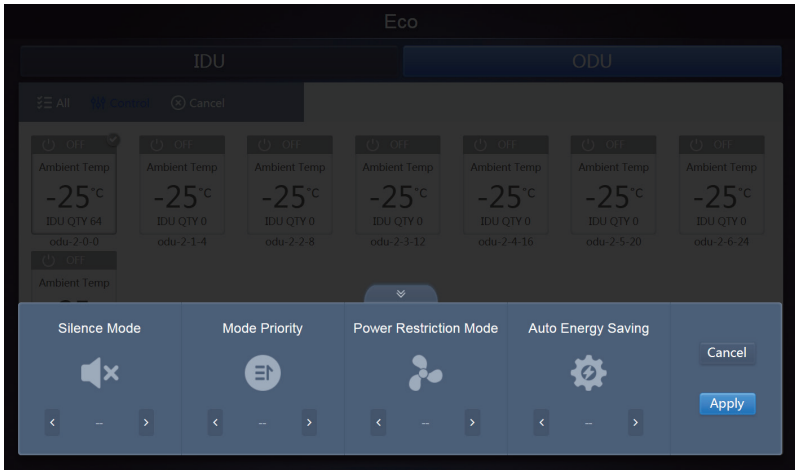 Eco
IDU ODU
All Control Cancel
OFF OFF OFF OFF OFF OFF OFF
Ambient Temp Ambient Temp Ambient Temp Ambient Temp Ambient Temp Ambient Temp Ambient Temp
-25°C -25°C -25°C -25°C -25°C -25°C -25°C
IDU QTY 64 IDU QTY 0 IDU QTY 0 IDU QTY 0 IDU QTY 0 IDU QTY 0 IDU QTY 0
odu-2-0-0 odu-2-1-4 odu-2-2-8 odu-2-3-12 odu-2-4-16 odu-2-5-20 odu-2-6-24
OFF
Ambient Temp
Silence Mode Mode Priority Power Restriction Mode Auto Energy Saving
Cancel
Apply
< -- > < -- > < -- > < -- >